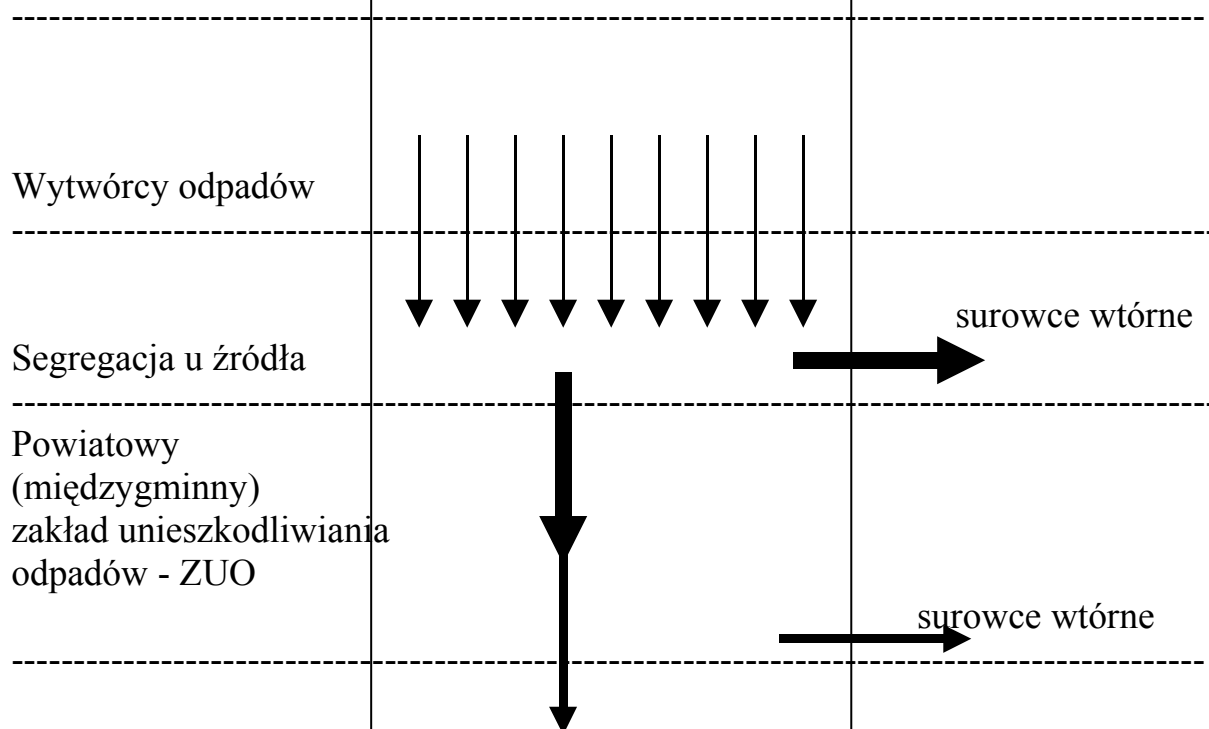 Wytwórcy odpadów
surowce wtórne
Segregacja u źródła
Powiatowy
(międzygminny)
zakład unieszkodliwiania
odpadów - ZUO
surowce wtórne